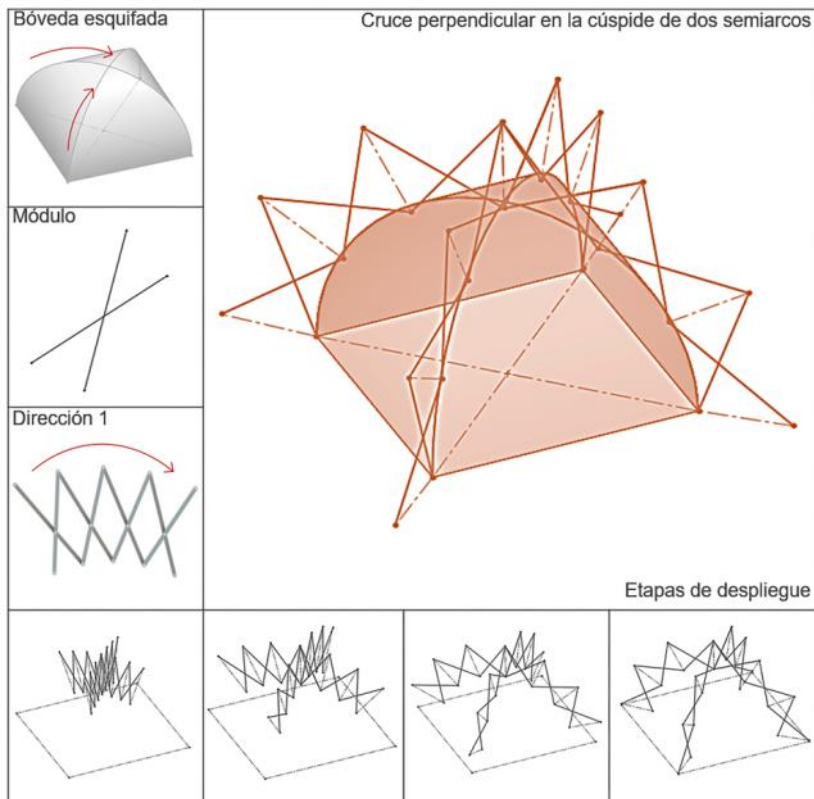 Bóveda esquifada
Cruce perpendicular en la cúspide de dos semiarcos
Módulo
Dirección 1
Etapas de despliegue